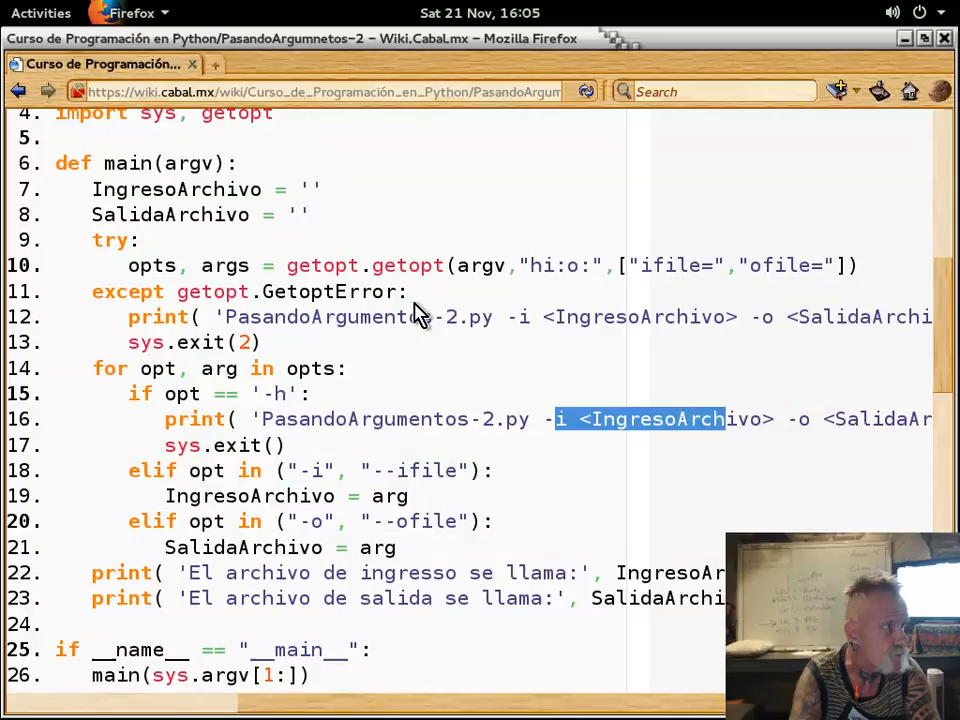 Activities Firefox Sat 21 Nov, 16:05
Curso de Programación en Python/PasandoArgumnetos-2 – Wiki.Cabal.mx – Mozilla Firefox
Curso de Programación...
https://wiki.cabal.mx/wiki/Curso_de_Programación_en_Python/PasandoArgum Search
4. import sys, getopt
5.
6. def main(argv):
7. IngresoArchivo = ''
8. SalidaArchivo = ''
9. try:
10. opts, args = getopt.getopt(argv,"hi:o:",["ifile=","ofile="])
11. except getopt.GetoptError:
12. print( 'PasandoArgumentos-2.py -i <IngresoArchivo> -o <SalidaArchi
13. sys.exit(2)
14. for opt, arg in opts:
15. if opt == '-h':
16. print( 'PasandoArgumentos-2.py -i <IngresoArchivo> -o <SalidaAr
17. sys.exit()
18. elif opt in ("-i", "--ifile"):
19. IngresoArchivo = arg
20. elif opt in ("-o", "--ofile"):
21. SalidaArchivo = arg
22. print( 'El archivo de ingresso se llama:', IngresoAr
23. print( 'El archivo de salida se llama:', SalidaArchi
24.
25. if __name__ == "__main__":
26. main(sys.argv[1:])